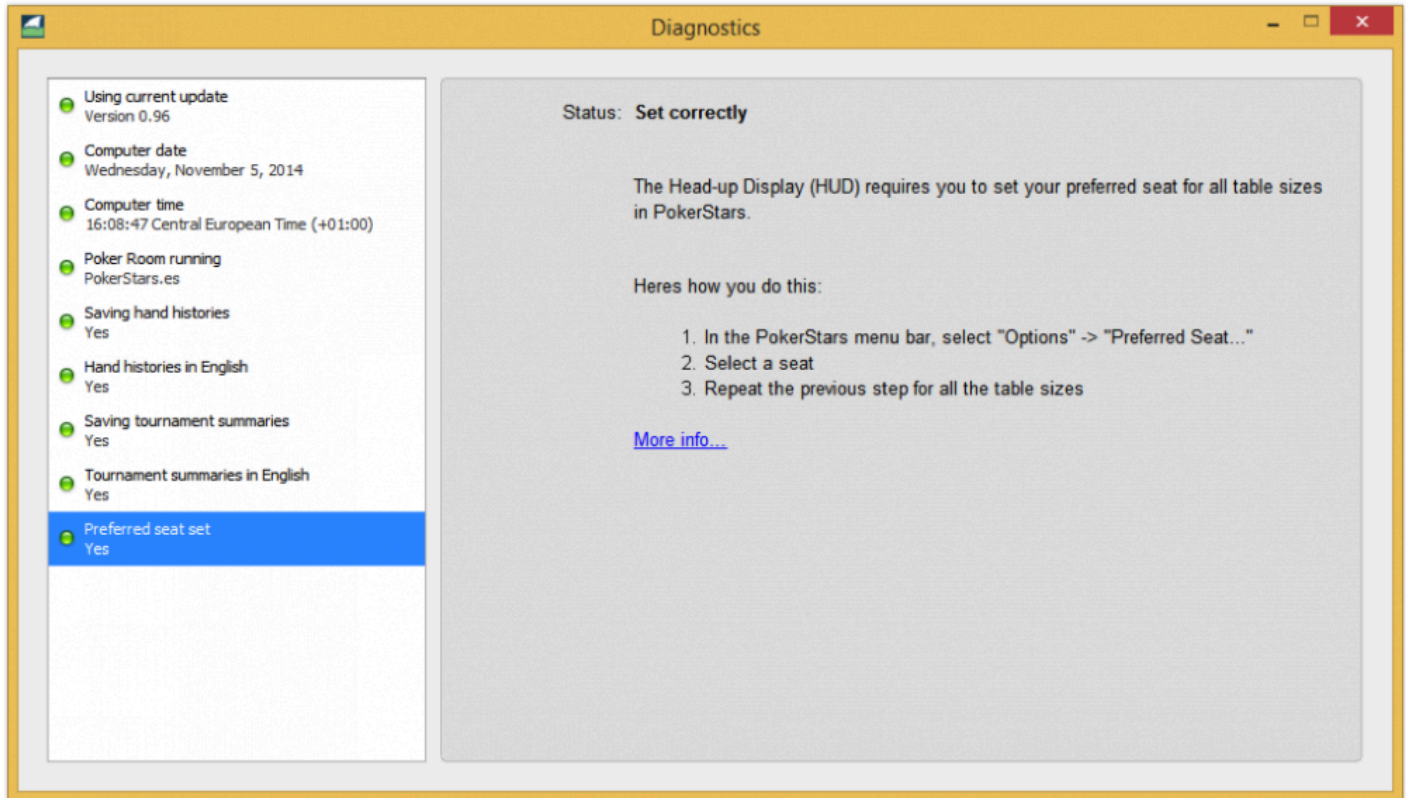 Diagnostics
Using current update
Version 0.96
Computer date
Wednesday, November 5, 2014
Computer time
16:08:47 Central European Time (+01:00)
Poker Room running
PokerStars.es
Saving hand histories
Yes
Hand histories in English
Yes
Saving tournament summaries
Yes
Tournament summaries in English
Yes
Preferred seat set
Yes
Status: Set correctly
The Head-up Display (HUD) requires you to set your preferred seat for all table sizes
in PokerStars.
Heres how you do this:
1. In the PokerStars menu bar, select "Options" -> "Preferred Seat..."
2. Select a seat
3. Repeat the previous step for all the table sizes
More info...